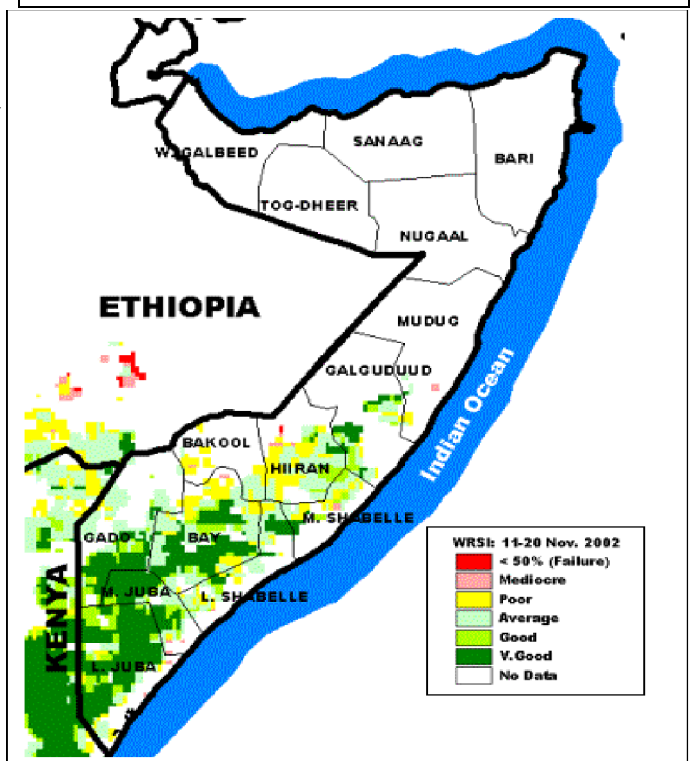 W. GALBEED
SANAAG
BARI
TOG-DHEER
NUGAAL
ETHIOPIA
MUDUG
GALGUDUUD
Indian Ocean
BAKOOL
HIIRAN
M. SHABELLE
GADO
BAY
KENYA
M. JUBA
L. SHABELLE
L. JUBA
WRSI: 11-20 Nov. 2002
< 50% (Failure)
Mediocre
Poor
Average
Good
V.Good
No Data